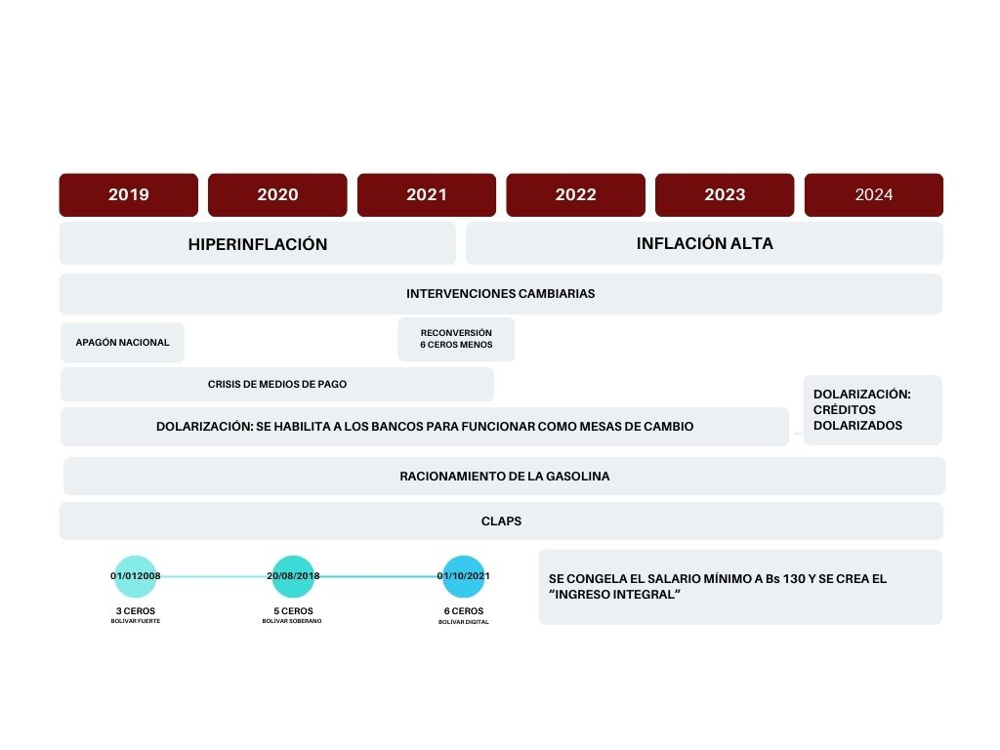 2019
2020
2021
2022
2023
2024
HIPERINFLACIÓN
INFLACIÓN ALTA
INTERVENCIONES CAMBIARIAS
APAGÓN NACIONAL
RECONVERSIÓN
6 CEROS MENOS
CRISIS DE MEDIOS DE PAGO
DOLARIZACIÓN:
CRÉDITOS
DOLARIZADOS
DOLARIZACIÓN: SE HABILITA A LOS BANCOS PARA FUNCIONAR COMO MESAS DE CAMBIO
RACIONAMIENTO DE LA GASOLINA
CLAPS
01/012008
20/08/2018
01/10/2021
3 CEROS
BOLÍVAR FUERTE
5 CEROS
BOLÍVAR SOBERANO
6 CEROS
BOLÍVAR DIGITAL
SE CONGELA EL SALARIO MÍNIMO A Bs 130 Y SE CREA EL
“INGRESO INTEGRAL”